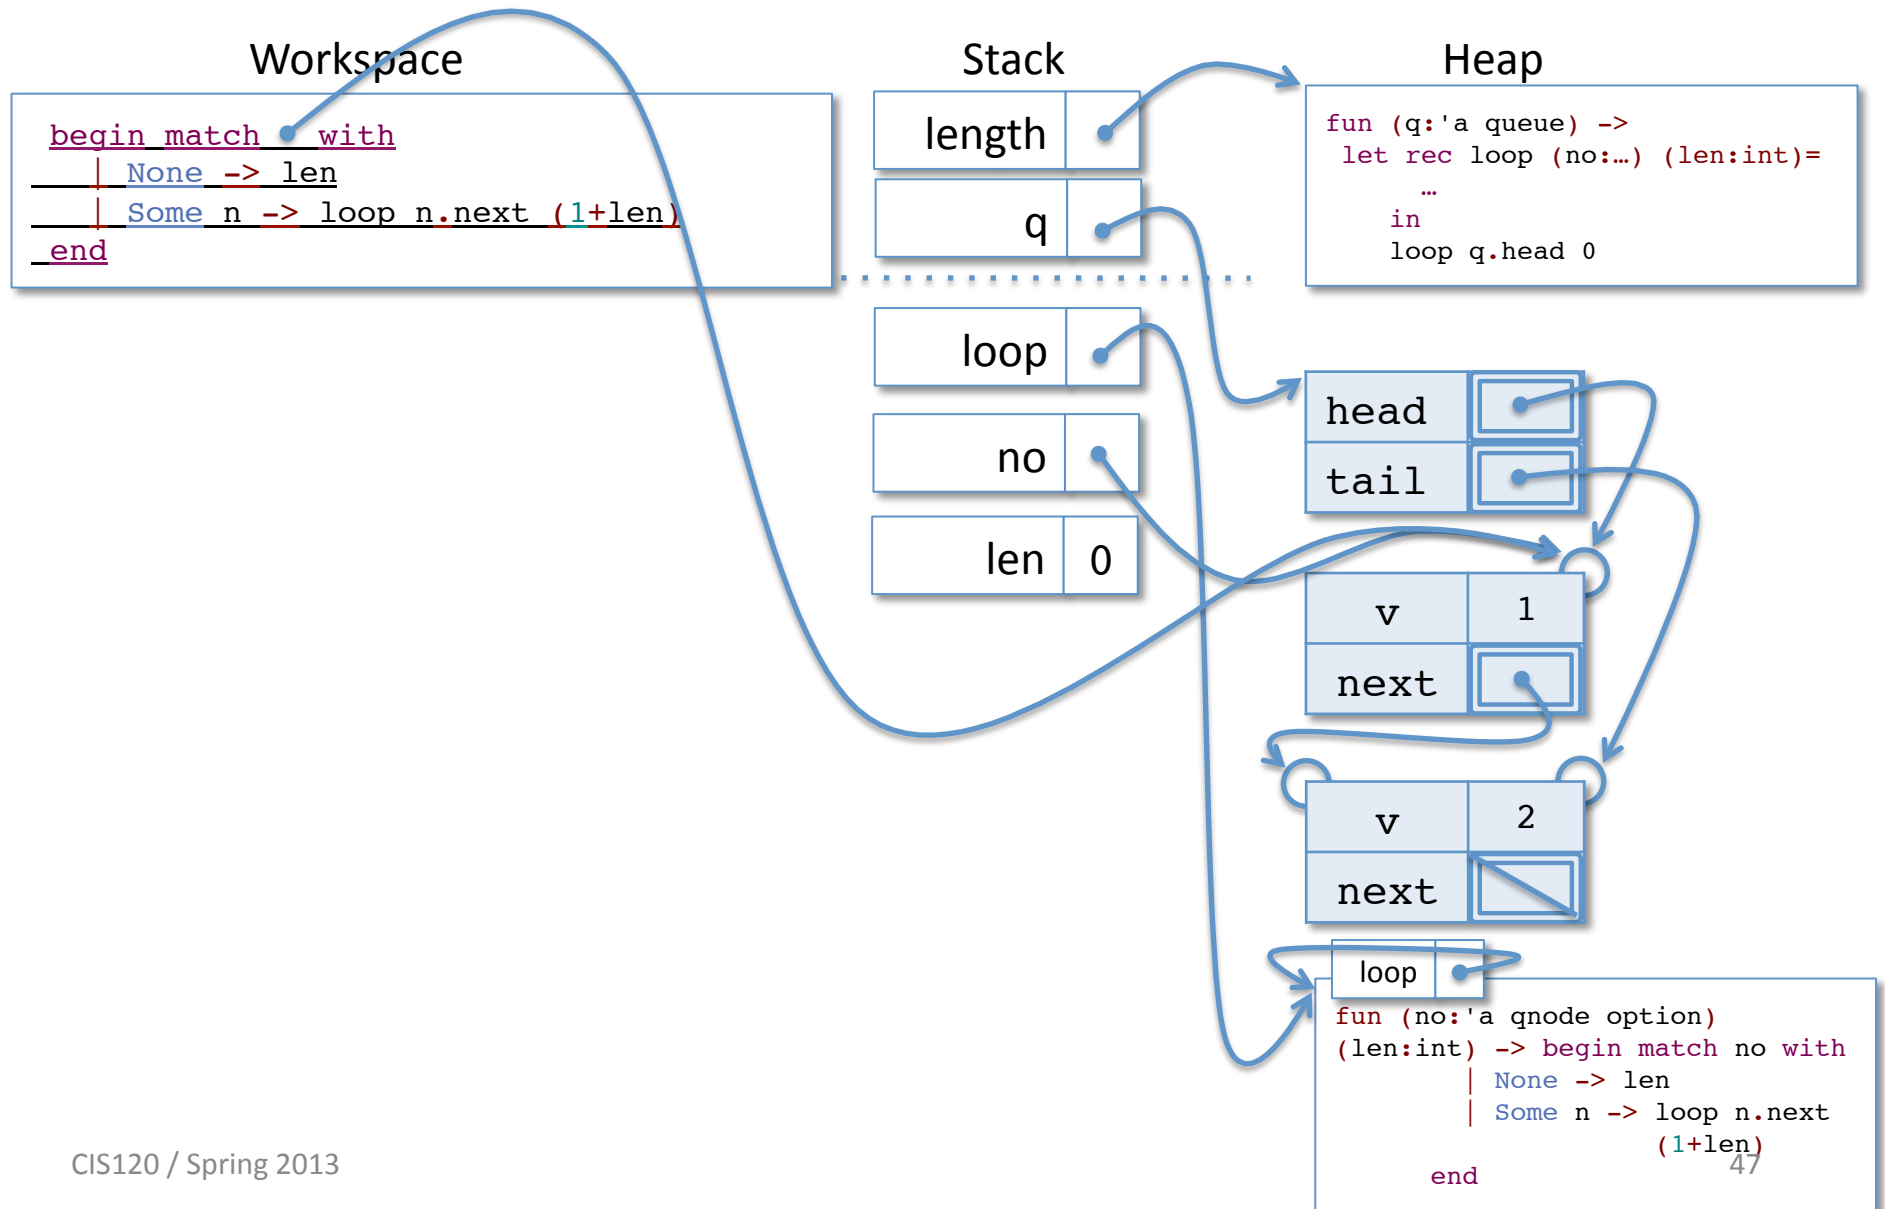 Workspace
begin match with
| None -> len
| Some n -> loop n.next (1+len)
end
Stack
length
q
loop
no
len 0
Heap
fun (q:'a queue) ->
let rec loop (no:…) (len:int)=
…
in
loop q.head 0
head
tail
v 1
next
v 2
next
loop
fun (no:'a qnode option)
(len:int) -> begin match no with
| None -> len
| Some n -> loop n.next
(1+len)
end
CIS120 / Spring 2013
47